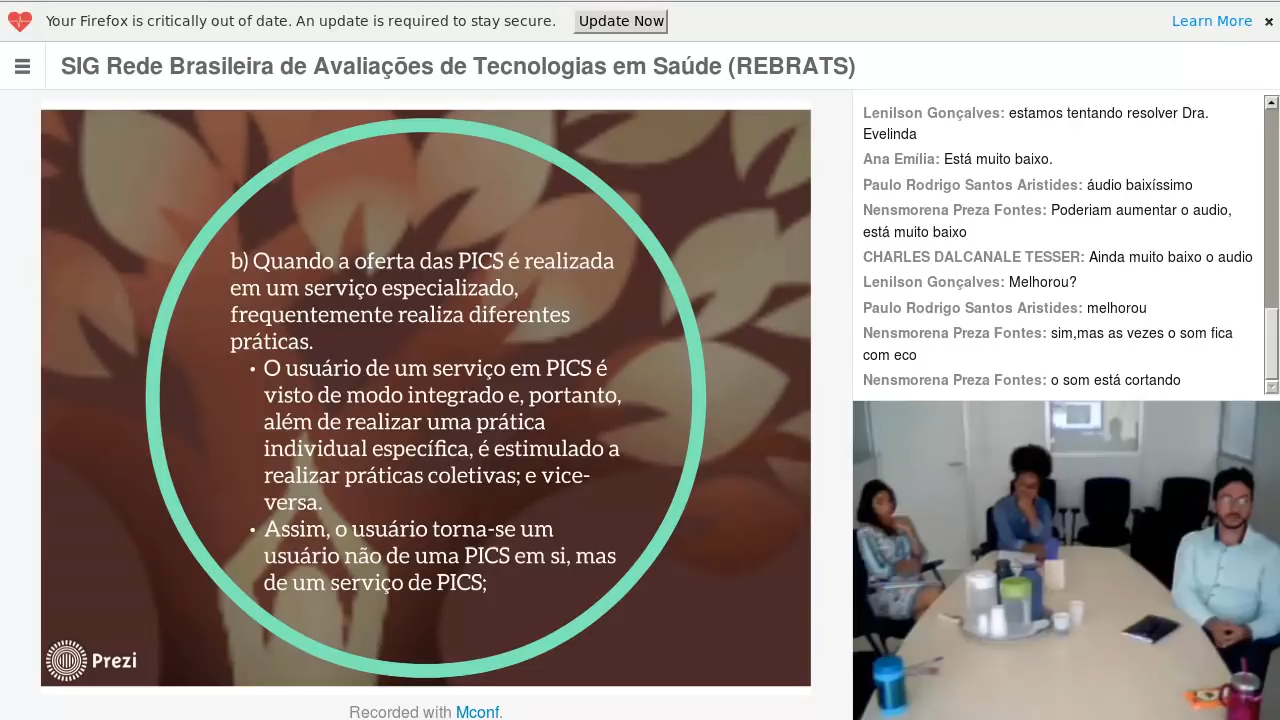 Your Firefox is critically out of date. An update is required to stay secure.
Update Now
Learn More
SIG Rede Brasileira de Avaliações de Tecnologias em Saúde (REBRATS)
b) Quando a oferta das PICS é realizada
em um serviço especializado,
frequentemente realiza diferentes
práticas.
• O usuário de um serviço em PICS é
visto de modo integrado e, portanto,
além de realizar uma prática
individual específica, é estimulado a
realizar práticas coletivas; e vice-
versa.
• Assim, o usuário torna-se um
usuário não de uma PICS em si, mas
de um serviço de PICS;
Prezi
Recorded with Mconf.
Lenilson Gonçalves: estamos tentando resolver Dra.
Evelinda
Ana Emília: Está muito baixo.
Paulo Rodrigo Santos Aristides: áudio baixíssimo
Nensmorena Preza Fontes: Poderiam aumentar o audio,
está muito baixo
CHARLES DALCANALE TESSER: Ainda muito baixo o audio
Lenilson Gonçalves: Melhorou?
Paulo Rodrigo Santos Aristides: melhorou
Nensmorena Preza Fontes: sim,mas as vezes o som fica
com eco
Nensmorena Preza Fontes: o som está cortando